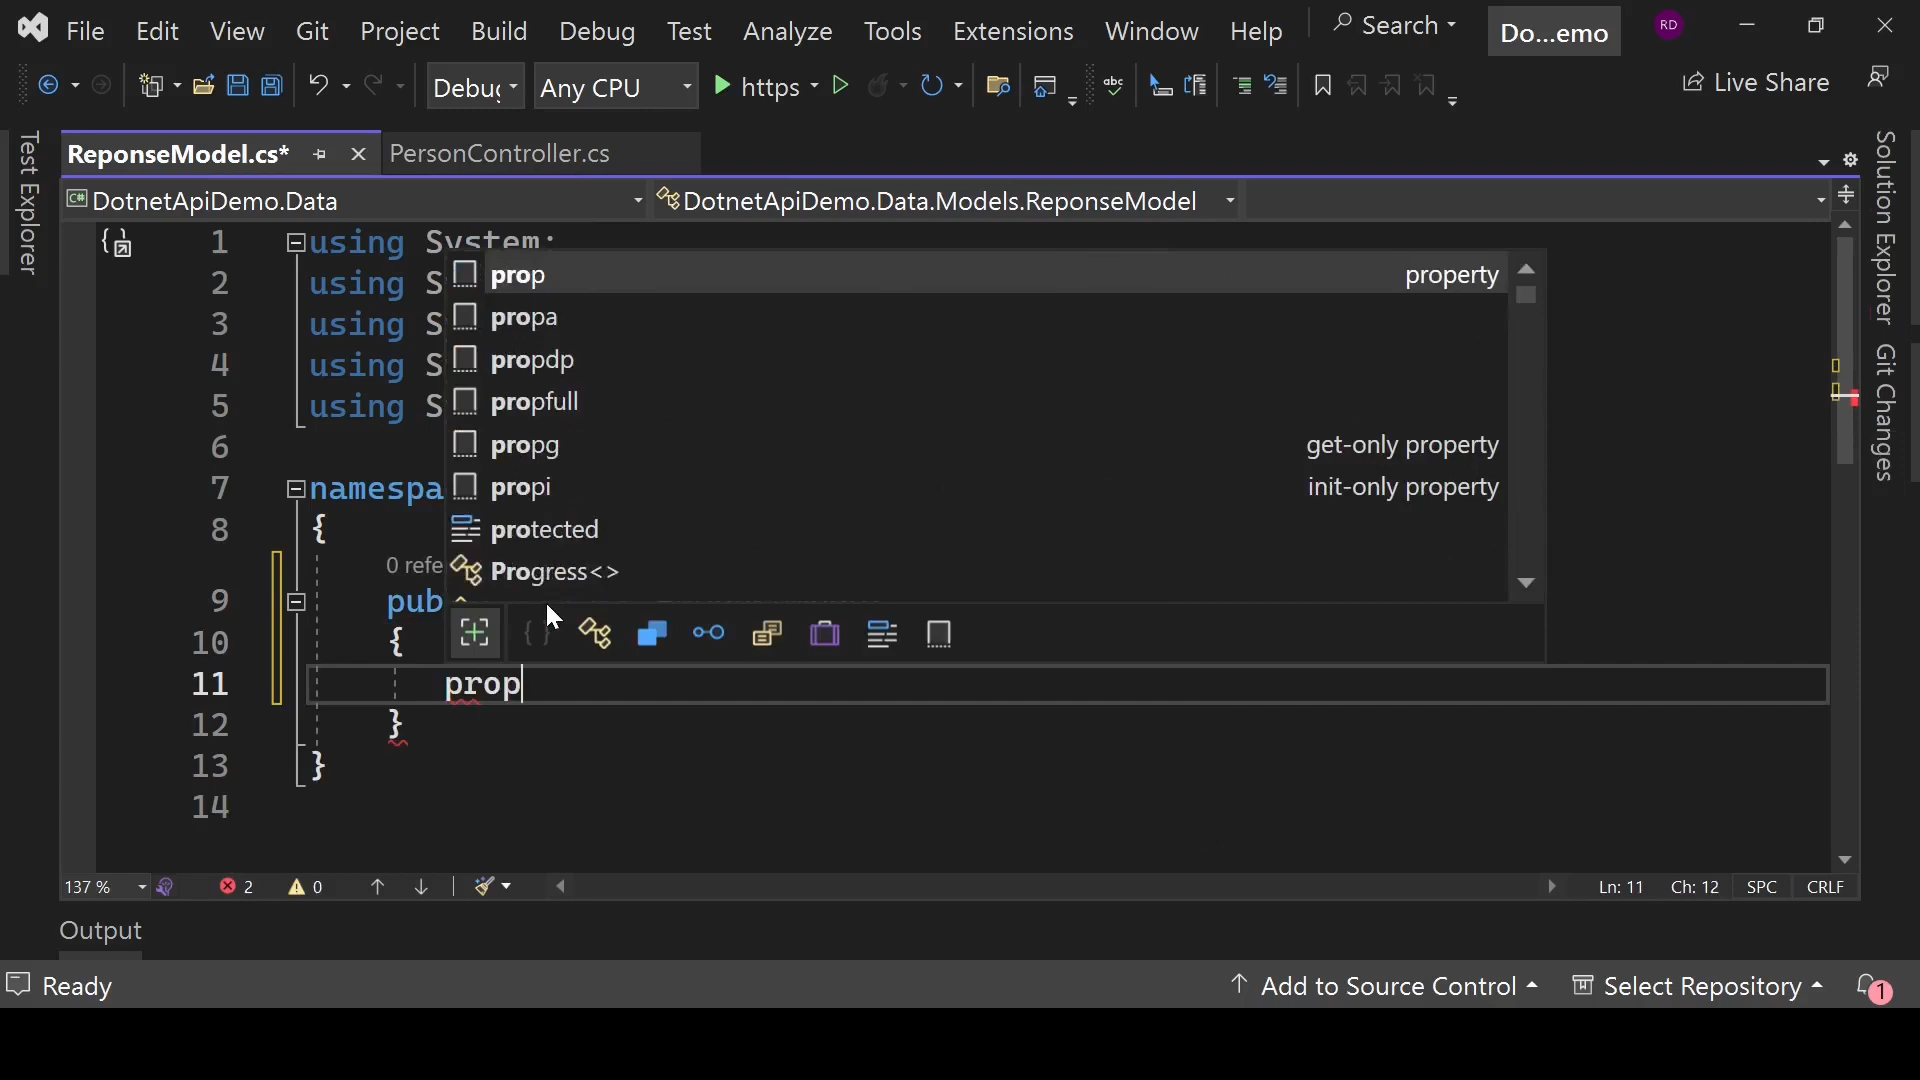 File Edit View Git Project Build Debug Test Analyze Tools Extensions Window Help Search Do...emo RD
Debug Any CPU https abc Live Share
Test Explorer
ReponseModel.cs* PersonController.cs
C# DotnetApiDemo.Data DotnetApiDemo.Data.Models.ReponseModel
Solution Explorer
Git Changes
1 using System;
prop property
2 using S
propa
3 using S
propdp
4 using S
propfull
5 using S
propg get-only property
6
propi init-only property
7 namespa
protected
8 {
0 refe Progress<>
9 pub
10 {
11 prop
12 }
13 }
14
137 % 2 0 Ln: 11 Ch: 12 SPC CRLF
Output
Ready Add to Source Control Select Repository 1